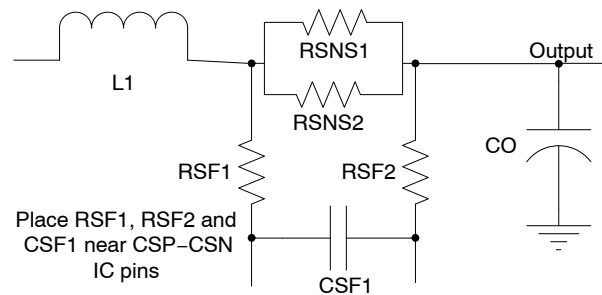 RSNS1
Output
L1
RSNS2
CO
RSF1
RSF2
Place RSF1, RSF2 and
CSF1 near CSP−CSN
IC pins
CSF1